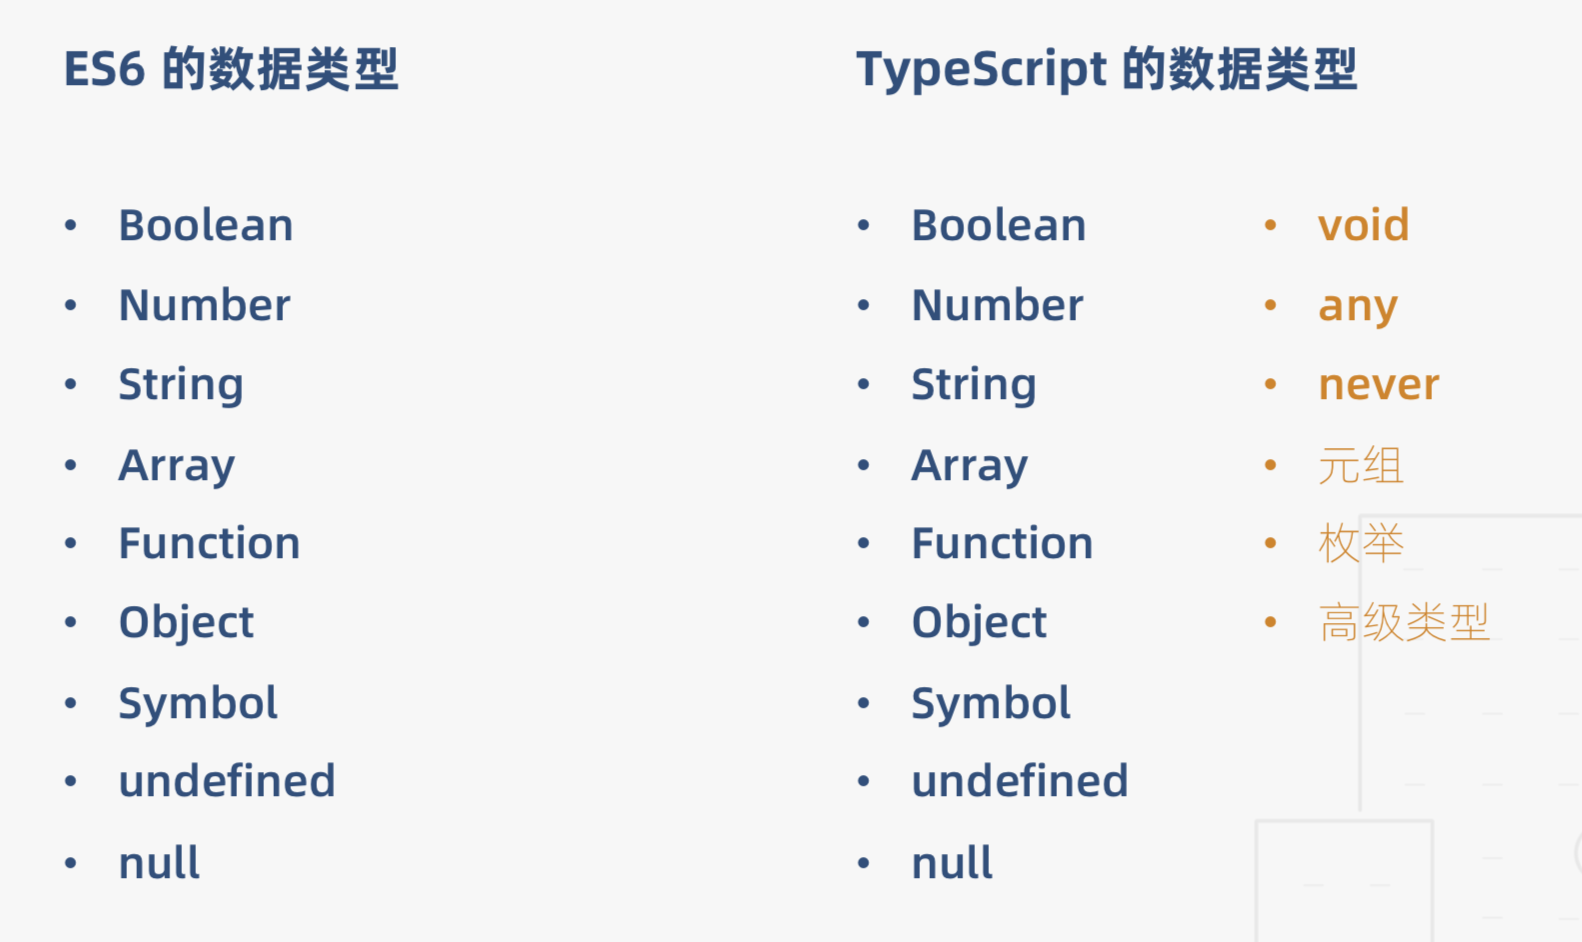 ES6 的数据类型
• Boolean
• Number
• String
• Array
• Function
• Object
• Symbol
• undefined
• null
TypeScript 的数据类型
• Boolean
• Number
• String
• Array
• Function
• Object
• Symbol
• undefined
• null
• void
• any
• never
• 元组
• 枚举
• 高级类型